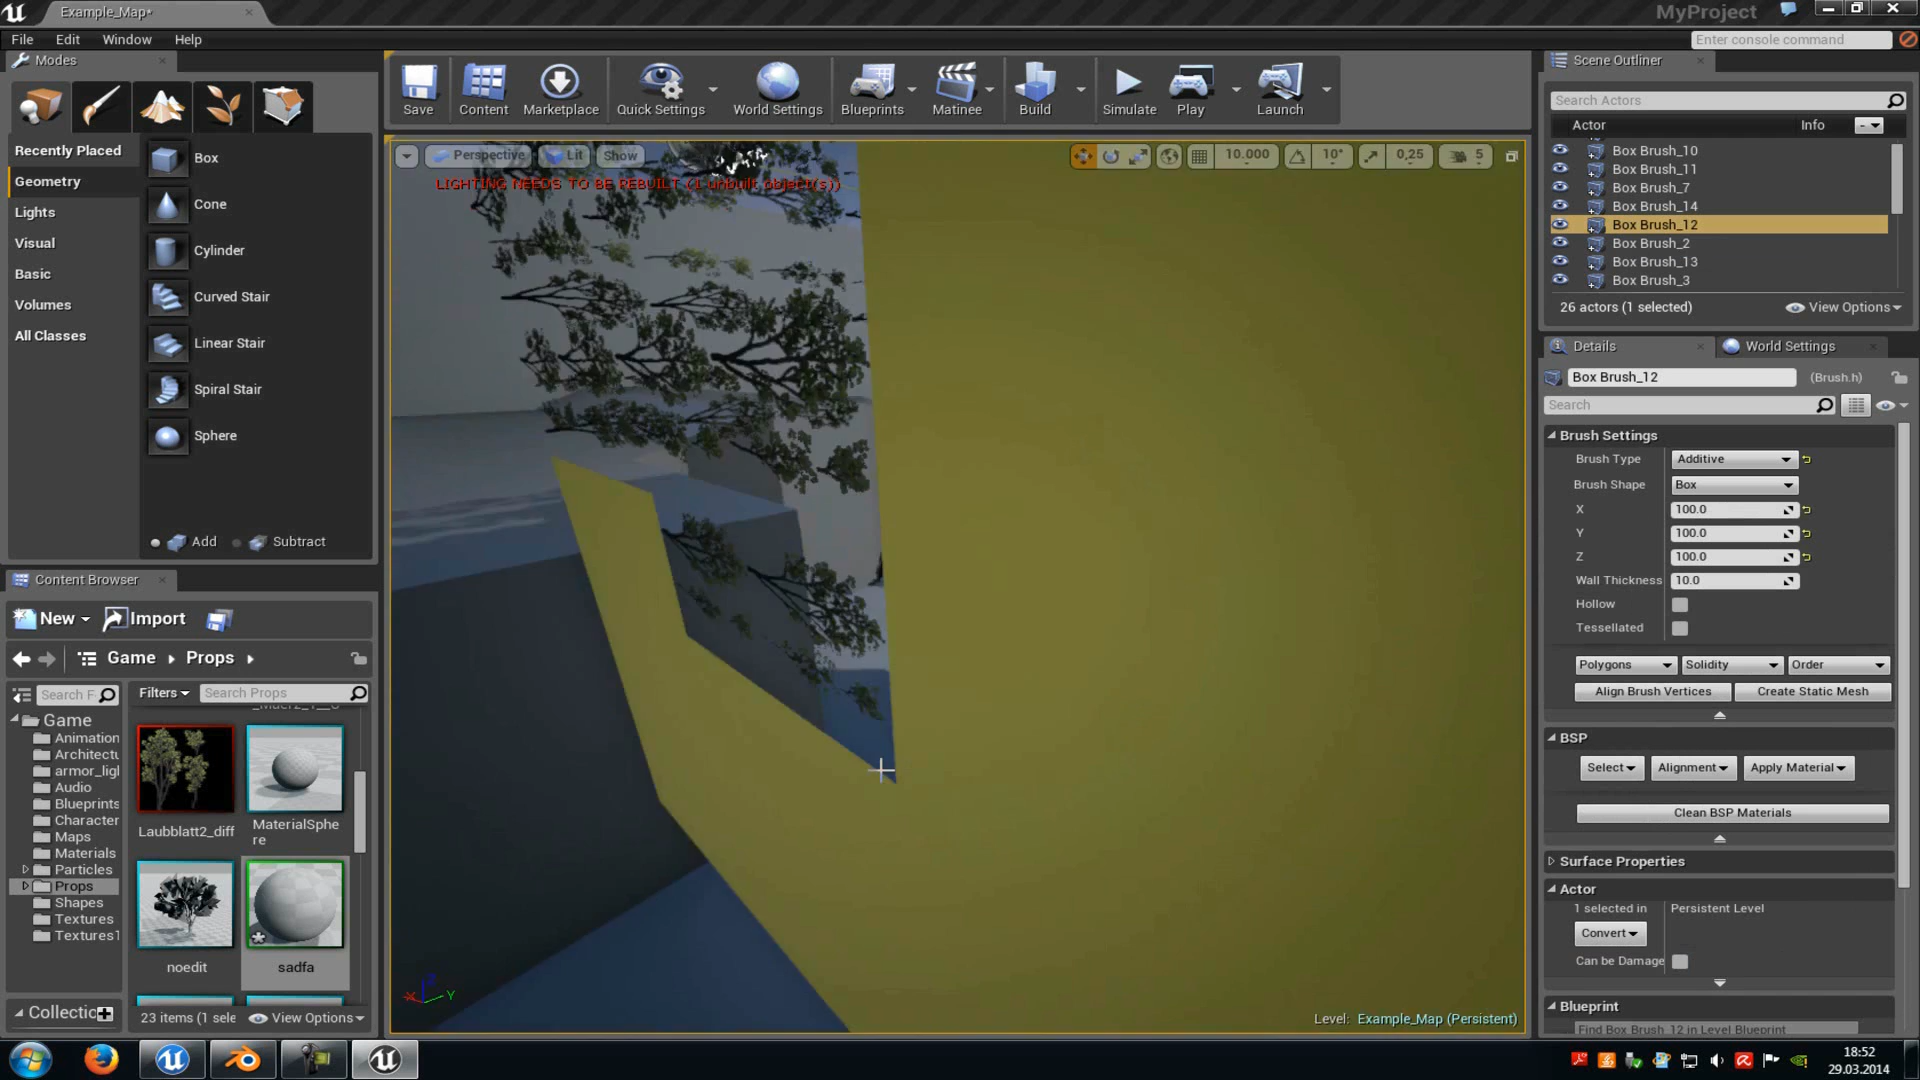 Example_Map*
MyProject
File Edit Window Help
Enter console command
Modes
Recently Placed
Geometry
Lights
Visual
Basic
Volumes
All Classes
Box
Cone
Cylinder
Curved Stair
Linear Stair
Spiral Stair
Sphere
Add Subtract
Save Content Marketplace Quick Settings World Settings Blueprints Matinee Build Simulate Play Launch
Perspective Lit Show
10.000 10° 0,25 5
LIGHTING NEEDS TO BE REBUILT (1 unbuilt object(s))
X Z Y
Level: Example_Map (Persistent)
Content Browser
New Import
Game Props
Search F
Filters Search Props
Game
Animation
Architectu
armor_ligl
Audio
Blueprints
Character
Maps
Materials
Particles
Props
Shapes
Textures
Laubblatt2_diff
MaterialSphe
re
noedit
sadfa
Collectio
23 items (1 sele View Options
Scene Outliner
Search Actors
Actor Info
Box Brush_10
Box Brush_11
Box Brush_7
Box Brush_14
Box Brush_12
Box Brush_2
Box Brush_13
Box Brush_3
26 actors (1 selected) View Options
Details World Settings
Box Brush_12 (Brush.h)
Search
Brush Settings
Brush Type Additive
Brush Shape Box
X 100.0
Y 100.0
Z 100.0
Wall Thickness 10.0
Hollow
Tessellated
Polygons Solidity Order
Align Brush Vertices Create Static Mesh
BSP
Select Alignment Apply Material
Clean BSP Materials
Surface Properties
Actor
1 selected in Persistent Level
Convert
Can be Damage
Blueprint
Find Box Brush_12 in Level Blueprint
18:52
29.03.2014